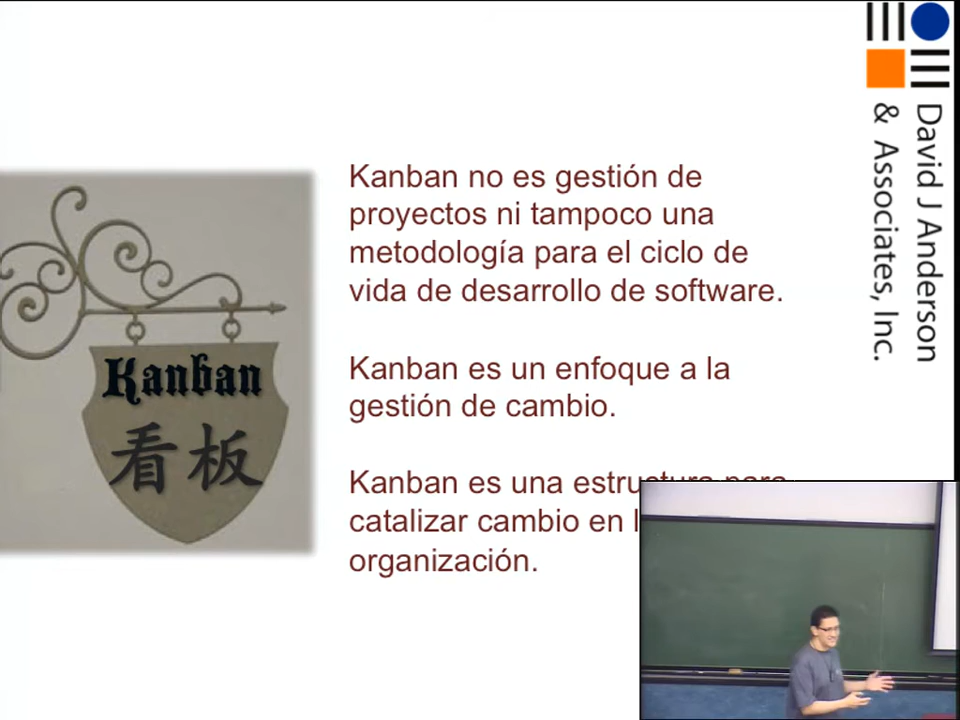 Kanban no es gestión de
proyectos ni tampoco una
metodología para el ciclo de
vida de desarrollo de software.
Kanban es un enfoque a la
gestión de cambio.
Kanban es una estructura para
catalizar cambio en
organización.
Kanban
看板
David J Anderson
& Associates, Inc.